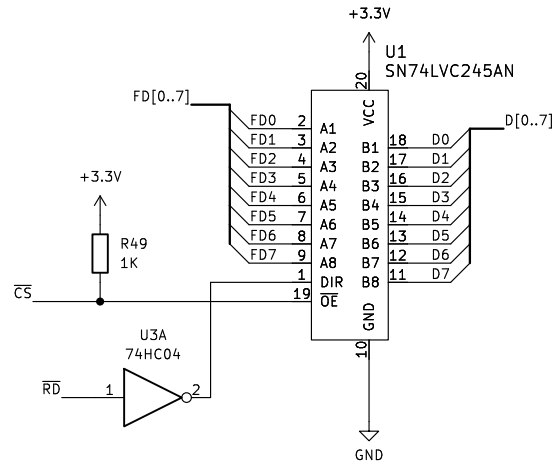 +3.3V
U1
SN74LVC245AN
20
VCC
FD[0..7]
D[0..7]
FD0 2 A1
FD1 3 A2 B1 18 D0
FD2 4 A3 B2 17 D1
FD3 5 A4 B3 16 D2
FD4 6 A5 B4 15 D3
FD5 7 A6 B5 14 D4
FD6 8 A7 B6 13 D5
FD7 9 A8 B7 12 D6
1 DIR B8 11 D7
+3.3V
R49
1K
C̅S̅
19 O̅E̅
GND
10
U3A
74HC04
R̅D̅ 1 2
GND